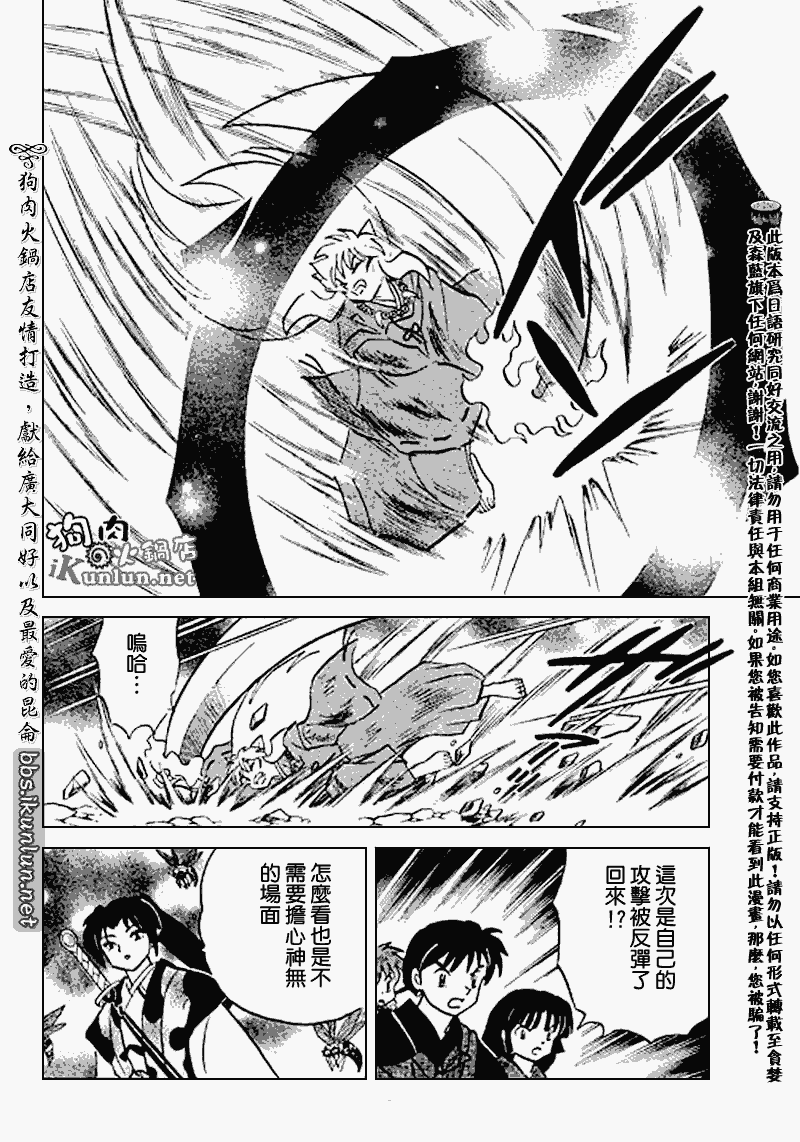 此版本爲日語研究同好交流之用，請勿用于任何商業用途。如您喜歡此作品，請支持正版！請勿以任何形式轉載至貪婪
及森藍旗下任何網站，謝謝！一切法律責任與本組無關。如果您被告知需要付款才能看到此漫畫，那麼，您被騙了！
狗肉
火鍋店
iKunlun.net
嗚哈…
這次是自己的
攻擊被反彈了
回來!?
怎麼看也是不
需要擔心神無
的場面
狗肉火鍋店友情打造，獻給廣大同好以及最愛的昆侖
bbs.ikunlun.net